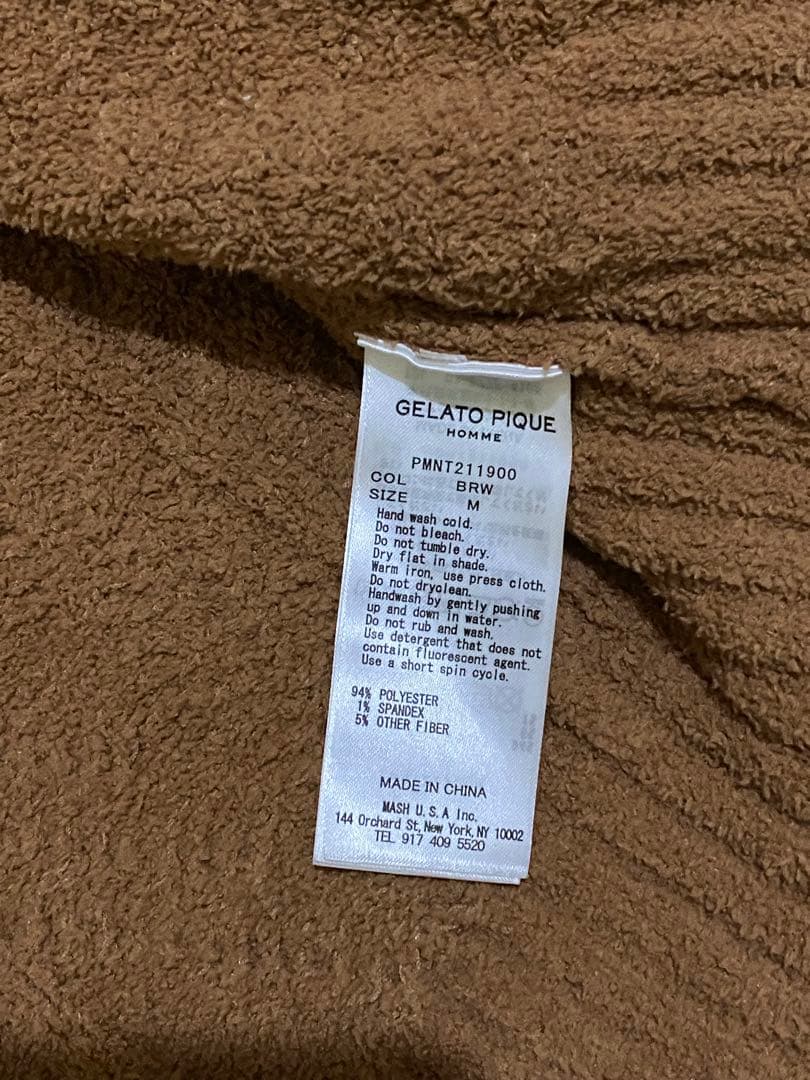 GELATO PIQUE
HOMME
PMNT211900
COL BRW
SIZE M
Hand wash cold.
Do not bleach.
Do not tumble dry.
Dry flat in shade.
Warm iron, use press cloth.
Do not dryclean.
Handwash by gently pushing
up and down in water.
Do not rub and wash.
Use detergent that does not
contain fluorescent agent.
Use a short spin cycle.
94% POLYESTER
1% SPANDEX
5% OTHER FIBER
MADE IN CHINA
MASH U.S.A Inc.
144 Orchard St, New York, NY 10002
TEL 917 409 5520